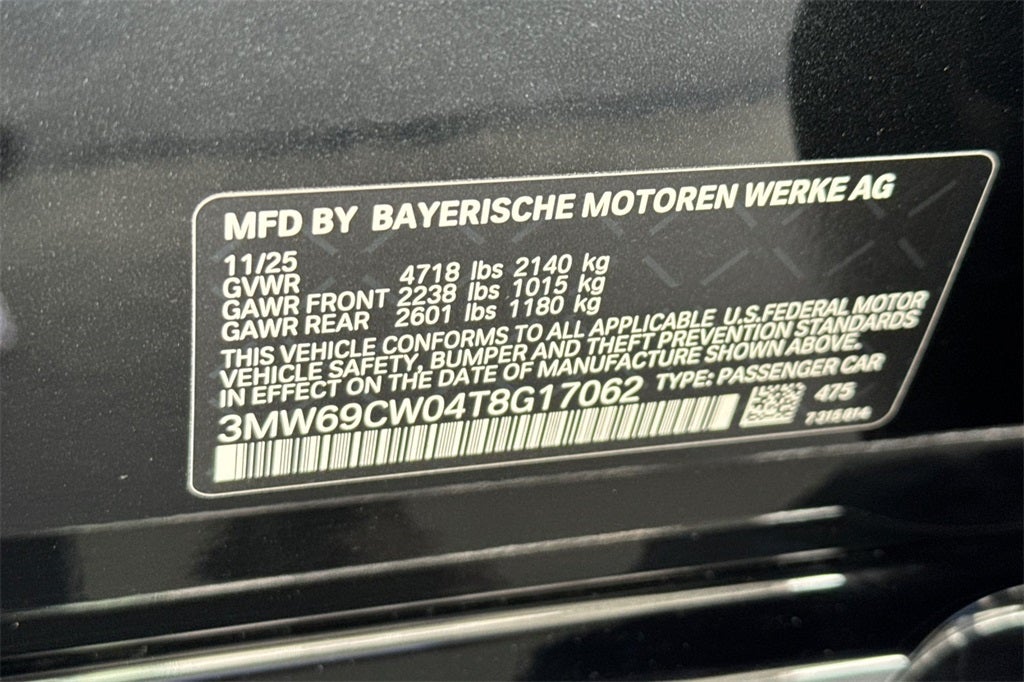 MFD BY BAYERISCHE MOTOREN WERKE AG
11/25
GVWR 4718 lbs 2140 kg
GAWR FRONT 2238 lbs 1015 kg
GAWR REAR 2601 lbs 1180 kg
THIS VEHICLE CONFORMS TO ALL APPLICABLE U.S.FEDERAL MOTOR
VEHICLE SAFETY, BUMPER AND THEFT PREVENTION STANDARDS
IN EFFECT ON THE DATE OF MANUFACTURE SHOWN ABOVE.
3MW69CW04T8G17062 TYPE: PASSENGER CAR
475
7315814